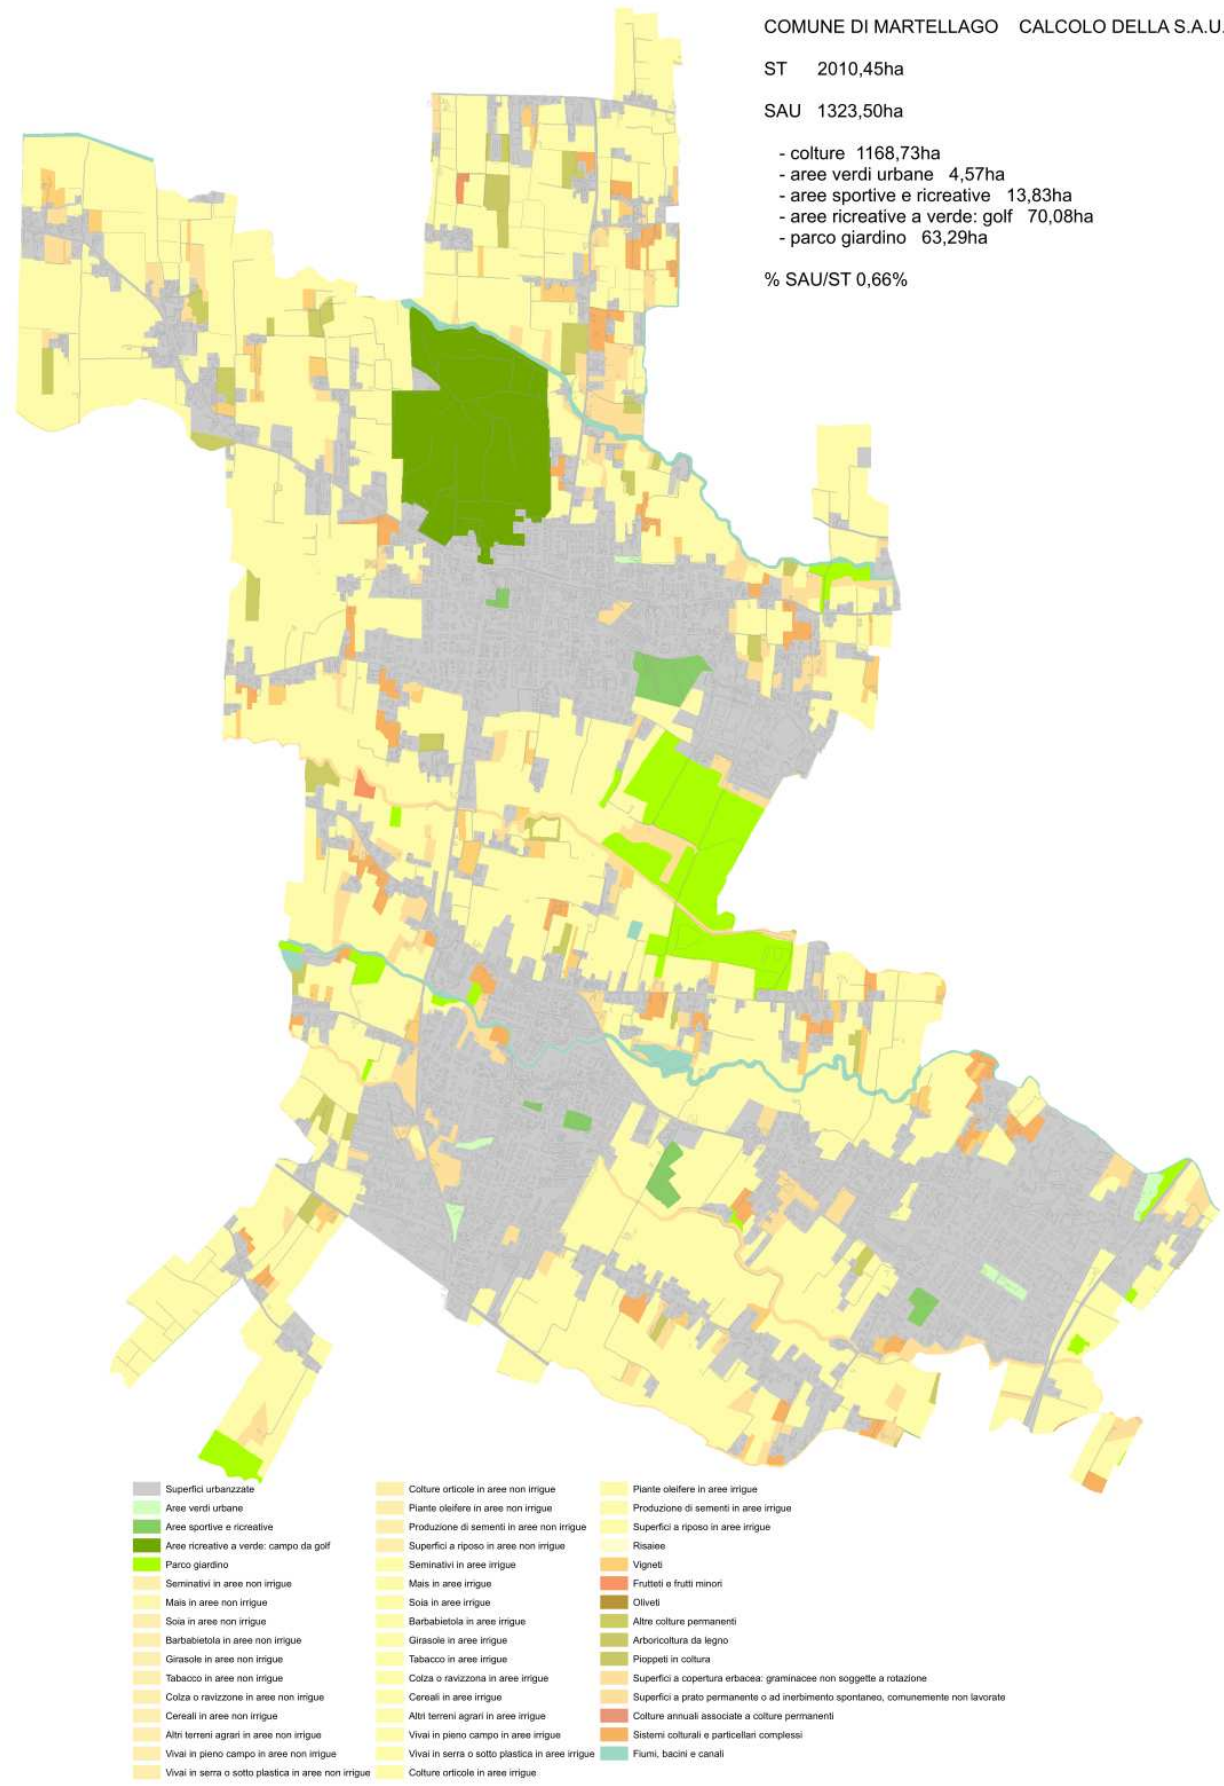 COMUNE DI MARTELLAGO CALCOLO DELLA S.A.U.
ST 2010,45ha
SAU 1323,50ha
- colture 1168,73ha
- aree verdi urbane 4,57ha
- aree sportive e ricreative 13,83ha
- aree ricreative a verde: golf 70,08ha
- parco giardino 63,29ha
% SAU/ST 0,66%
Superfici urbanzzate
Aree verdi urbane
Aree sportive e ricreative
Aree ricreative a verde: campo da golf
Parco giardino
Seminativi in aree non irrigue
Mais in aree non irrigue
Soia in aree non irrigue
Barbabietola in aree non irrigue
Girasole in aree non irrigue
Tabacco in aree non irrigue
Colza o ravizzone in aree non irrigue
Cereali in aree non irrigue
Altri terreni agrari in aree non irrigue
Vivai in pieno campo in aree non irrigue
Vivai in serra o sotto plastica in aree non irrigue
Colture orticole in aree non irrigue
Piante oleifere in aree non irrigue
Produzione di sementi in aree non irrigue
Superfici a riposo in aree non irrigue
Seminativi in aree irrigue
Mais in aree irrigue
Soia in aree irrigue
Barbabietola in aree irrigue
Girasole in aree irrigue
Tabacco in aree irrigue
Colza o ravizzona in aree irrigue
Cereali in aree irrigue
Altri terreni agrari in aree irrigue
Vivai in pieno campo in aree irrigue
Vivai in serra o sotto plastica in aree irrigue
Colture orticole in aree irrigue
Piante oleifere in aree irrigue
Produzione di sementi in aree irrigue
Superfici a riposo in aree irrigue
Risaiee
Vigneti
Frutteti e frutti minori
Oliveti
Altre colture permanenti
Arboricoltura da legno
Pioppeti in coltura
Superfici a copertura erbacea: graminacee non soggette a rotazione
Superfici a prato permanente o ad inerbimento spontaneo, comunemente non lavorate
Colture annuali associate a colture permanenti
Sistemi colturali e particellari complessi
Fiumi, bacini e canali